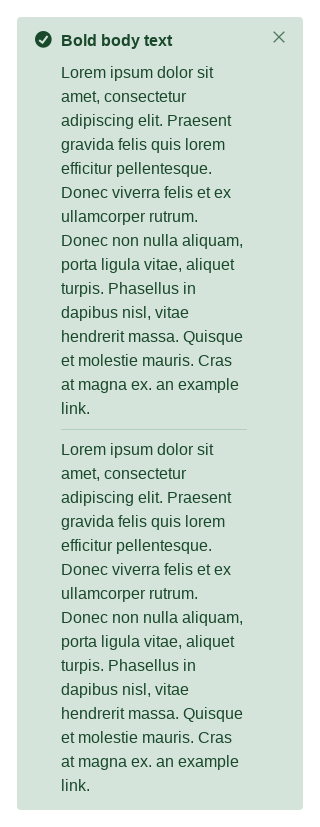 Bold body text
Lorem ipsum dolor sit
amet, consectetur
adipiscing elit. Praesent
gravida felis quis lorem
efficitur pellentesque.
Donec viverra felis et ex
ullamcorper rutrum.
Donec non nulla aliquam,
porta ligula vitae, aliquet
turpis. Phasellus in
dapibus nisl, vitae
hendrerit massa. Quisque
et molestie mauris. Cras
at magna ex. an example
link.
Lorem ipsum dolor sit
amet, consectetur
adipiscing elit. Praesent
gravida felis quis lorem
efficitur pellentesque.
Donec viverra felis et ex
ullamcorper rutrum.
Donec non nulla aliquam,
porta ligula vitae, aliquet
turpis. Phasellus in
dapibus nisl, vitae
hendrerit massa. Quisque
et molestie mauris. Cras
at magna ex. an example
link.